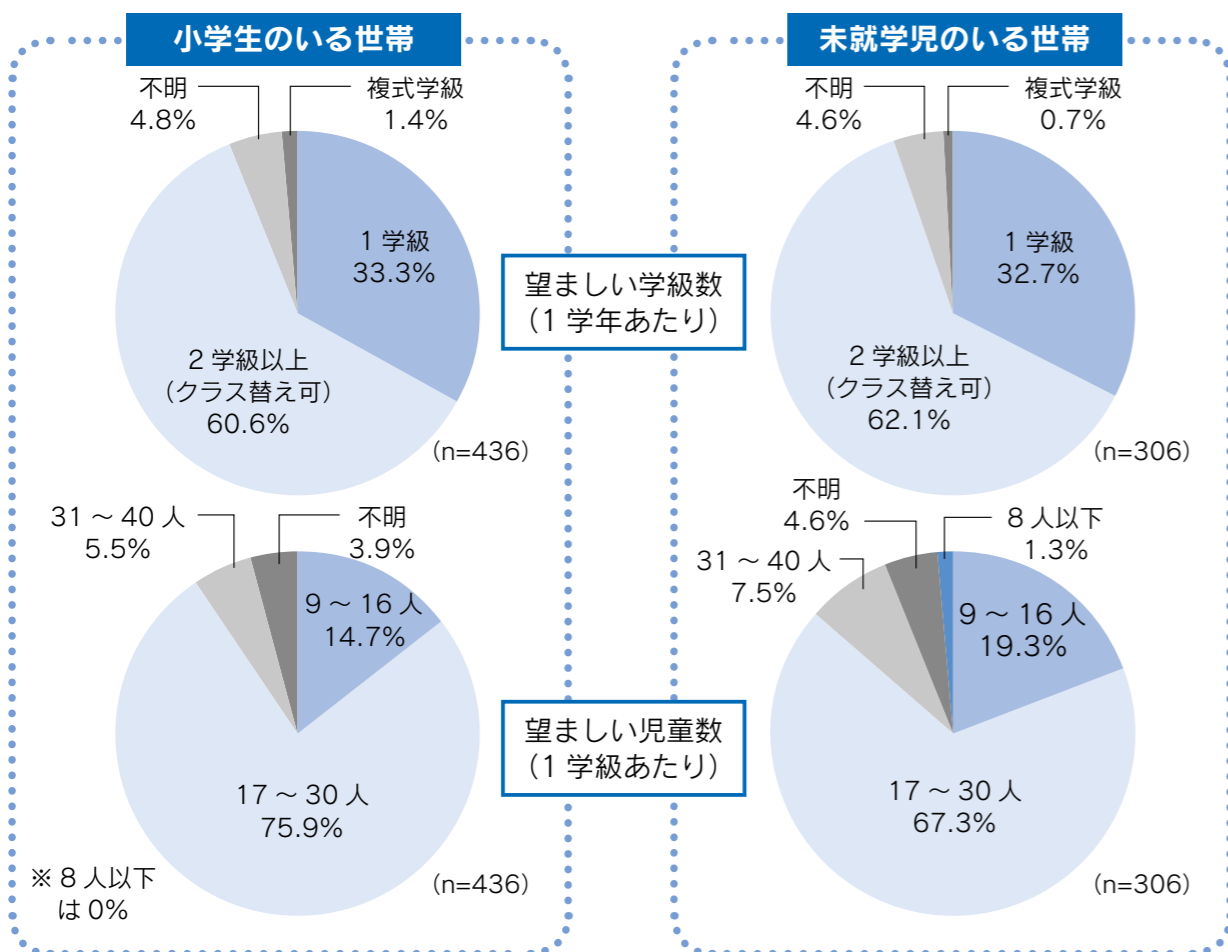 小学生のいる世帯
不明
4.8%
複式学級
1.4%
1 学級
33.3%
2 学級以上
（クラス替え可）
60.6%
（n=436）
未就学児のいる世帯
不明
4.6%
複式学級
0.7%
1 学級
32.7%
2 学級以上
（クラス替え可）
62.1%
（n=306）
望ましい学級数
（1 学年あたり）
31 ～ 40 人
5.5%
不明
3.9%
9 ～ 16 人
14.7%
17 ～ 30 人
75.9%
※ 8 人以下
は 0%
（n=436）
不明
4.6%
8 人以下
1.3%
31 ～ 40 人
7.5%
9 ～ 16 人
19.3%
17 ～ 30 人
67.3%
（n=306）
望ましい児童数
（1 学級あたり）